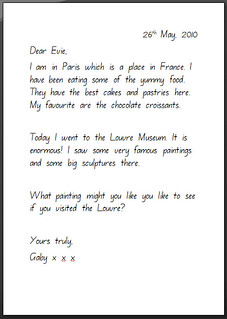 26th May, 2010
Dear Evie,
I am in Paris which is a place in France. I
have been eating some of the yummy food.
They have the best cakes and pastries here.
My favourite are the chocolate croissants.
Today I went to the Louvre Museum. It is
enormous! I saw some very famous paintings
and some big sculptures there.
What painting might you like you like to see
if you visited the Louvre?
Yours truly,
Gaby x x x